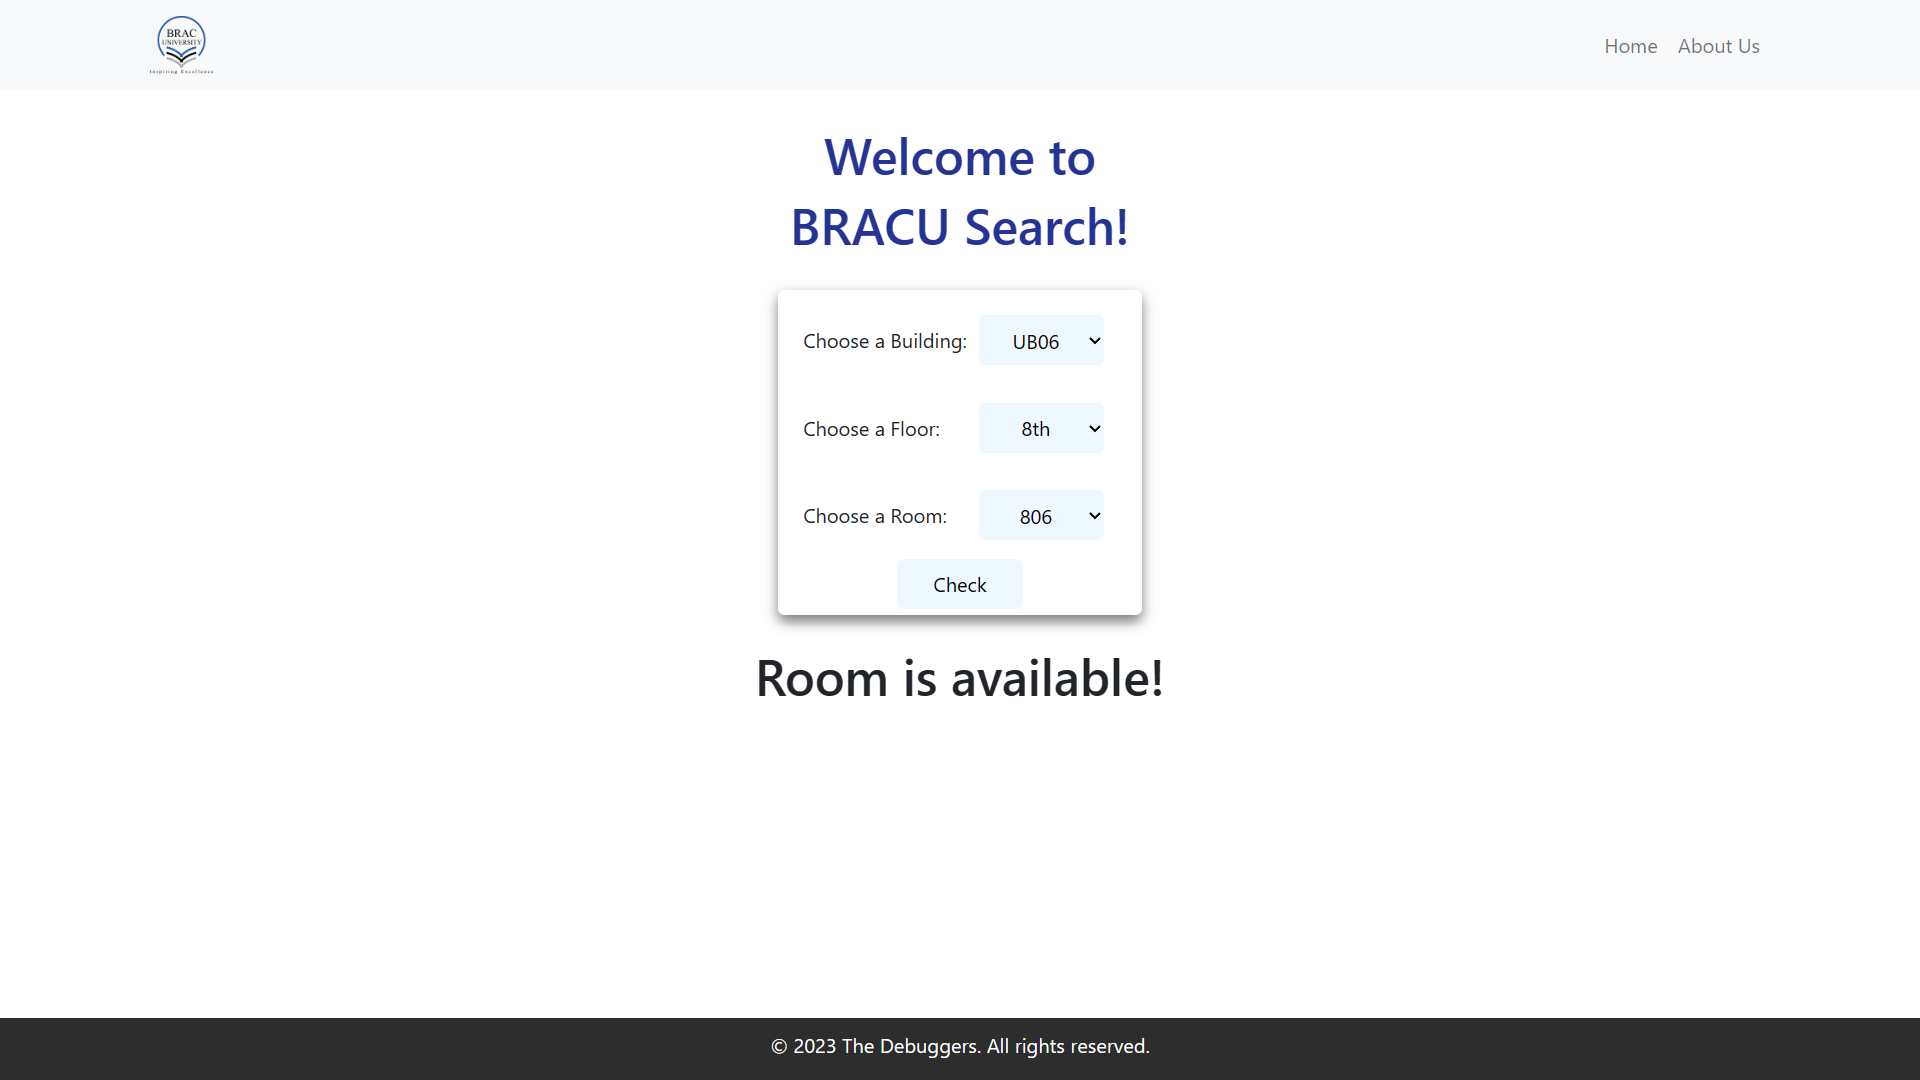 BRAC
UNIVERSITY
Inspiring Excellence
Home About Us
Welcome to
BRACU Search!
Choose a Building: UB06
Choose a Floor: 8th
Choose a Room: 806
Check
Room is available!
© 2023 The Debuggers. All rights reserved.